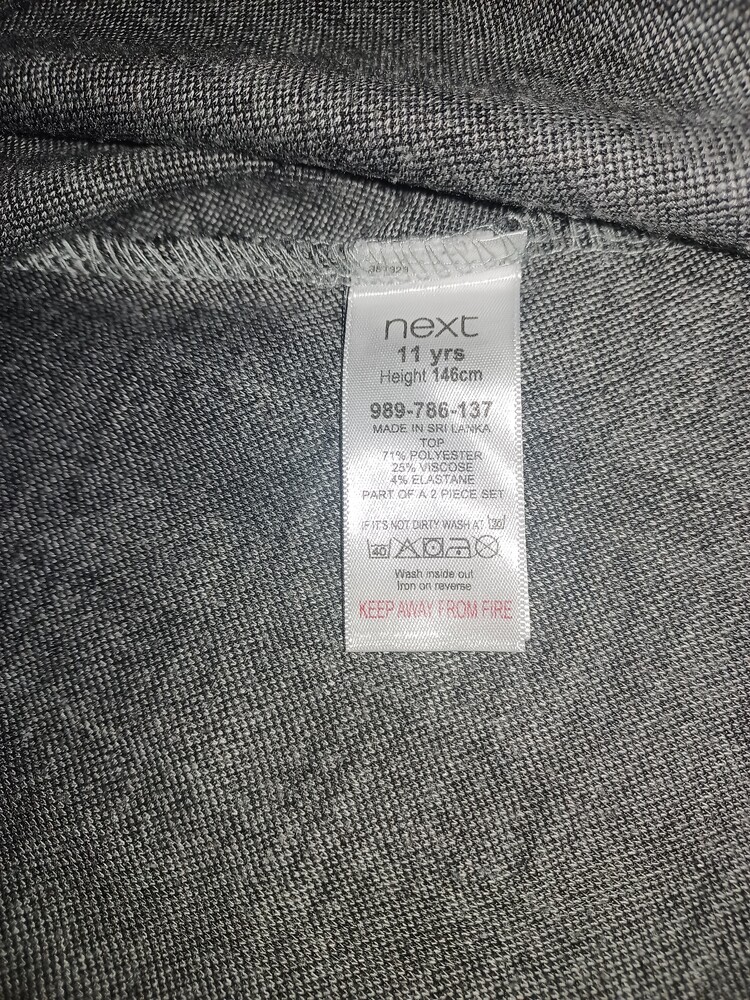 next
11 yrs
Height 146cm
989-786-137
MADE IN SRI LANKA
TOP
71% POLYESTER
25% VISCOSE
4% ELASTANE
PART OF A 2 PIECE SET
IF IT'S NOT DIRTY WASH AT 30
40
Wash inside out
Iron on reverse
KEEP AWAY FROM FIRE